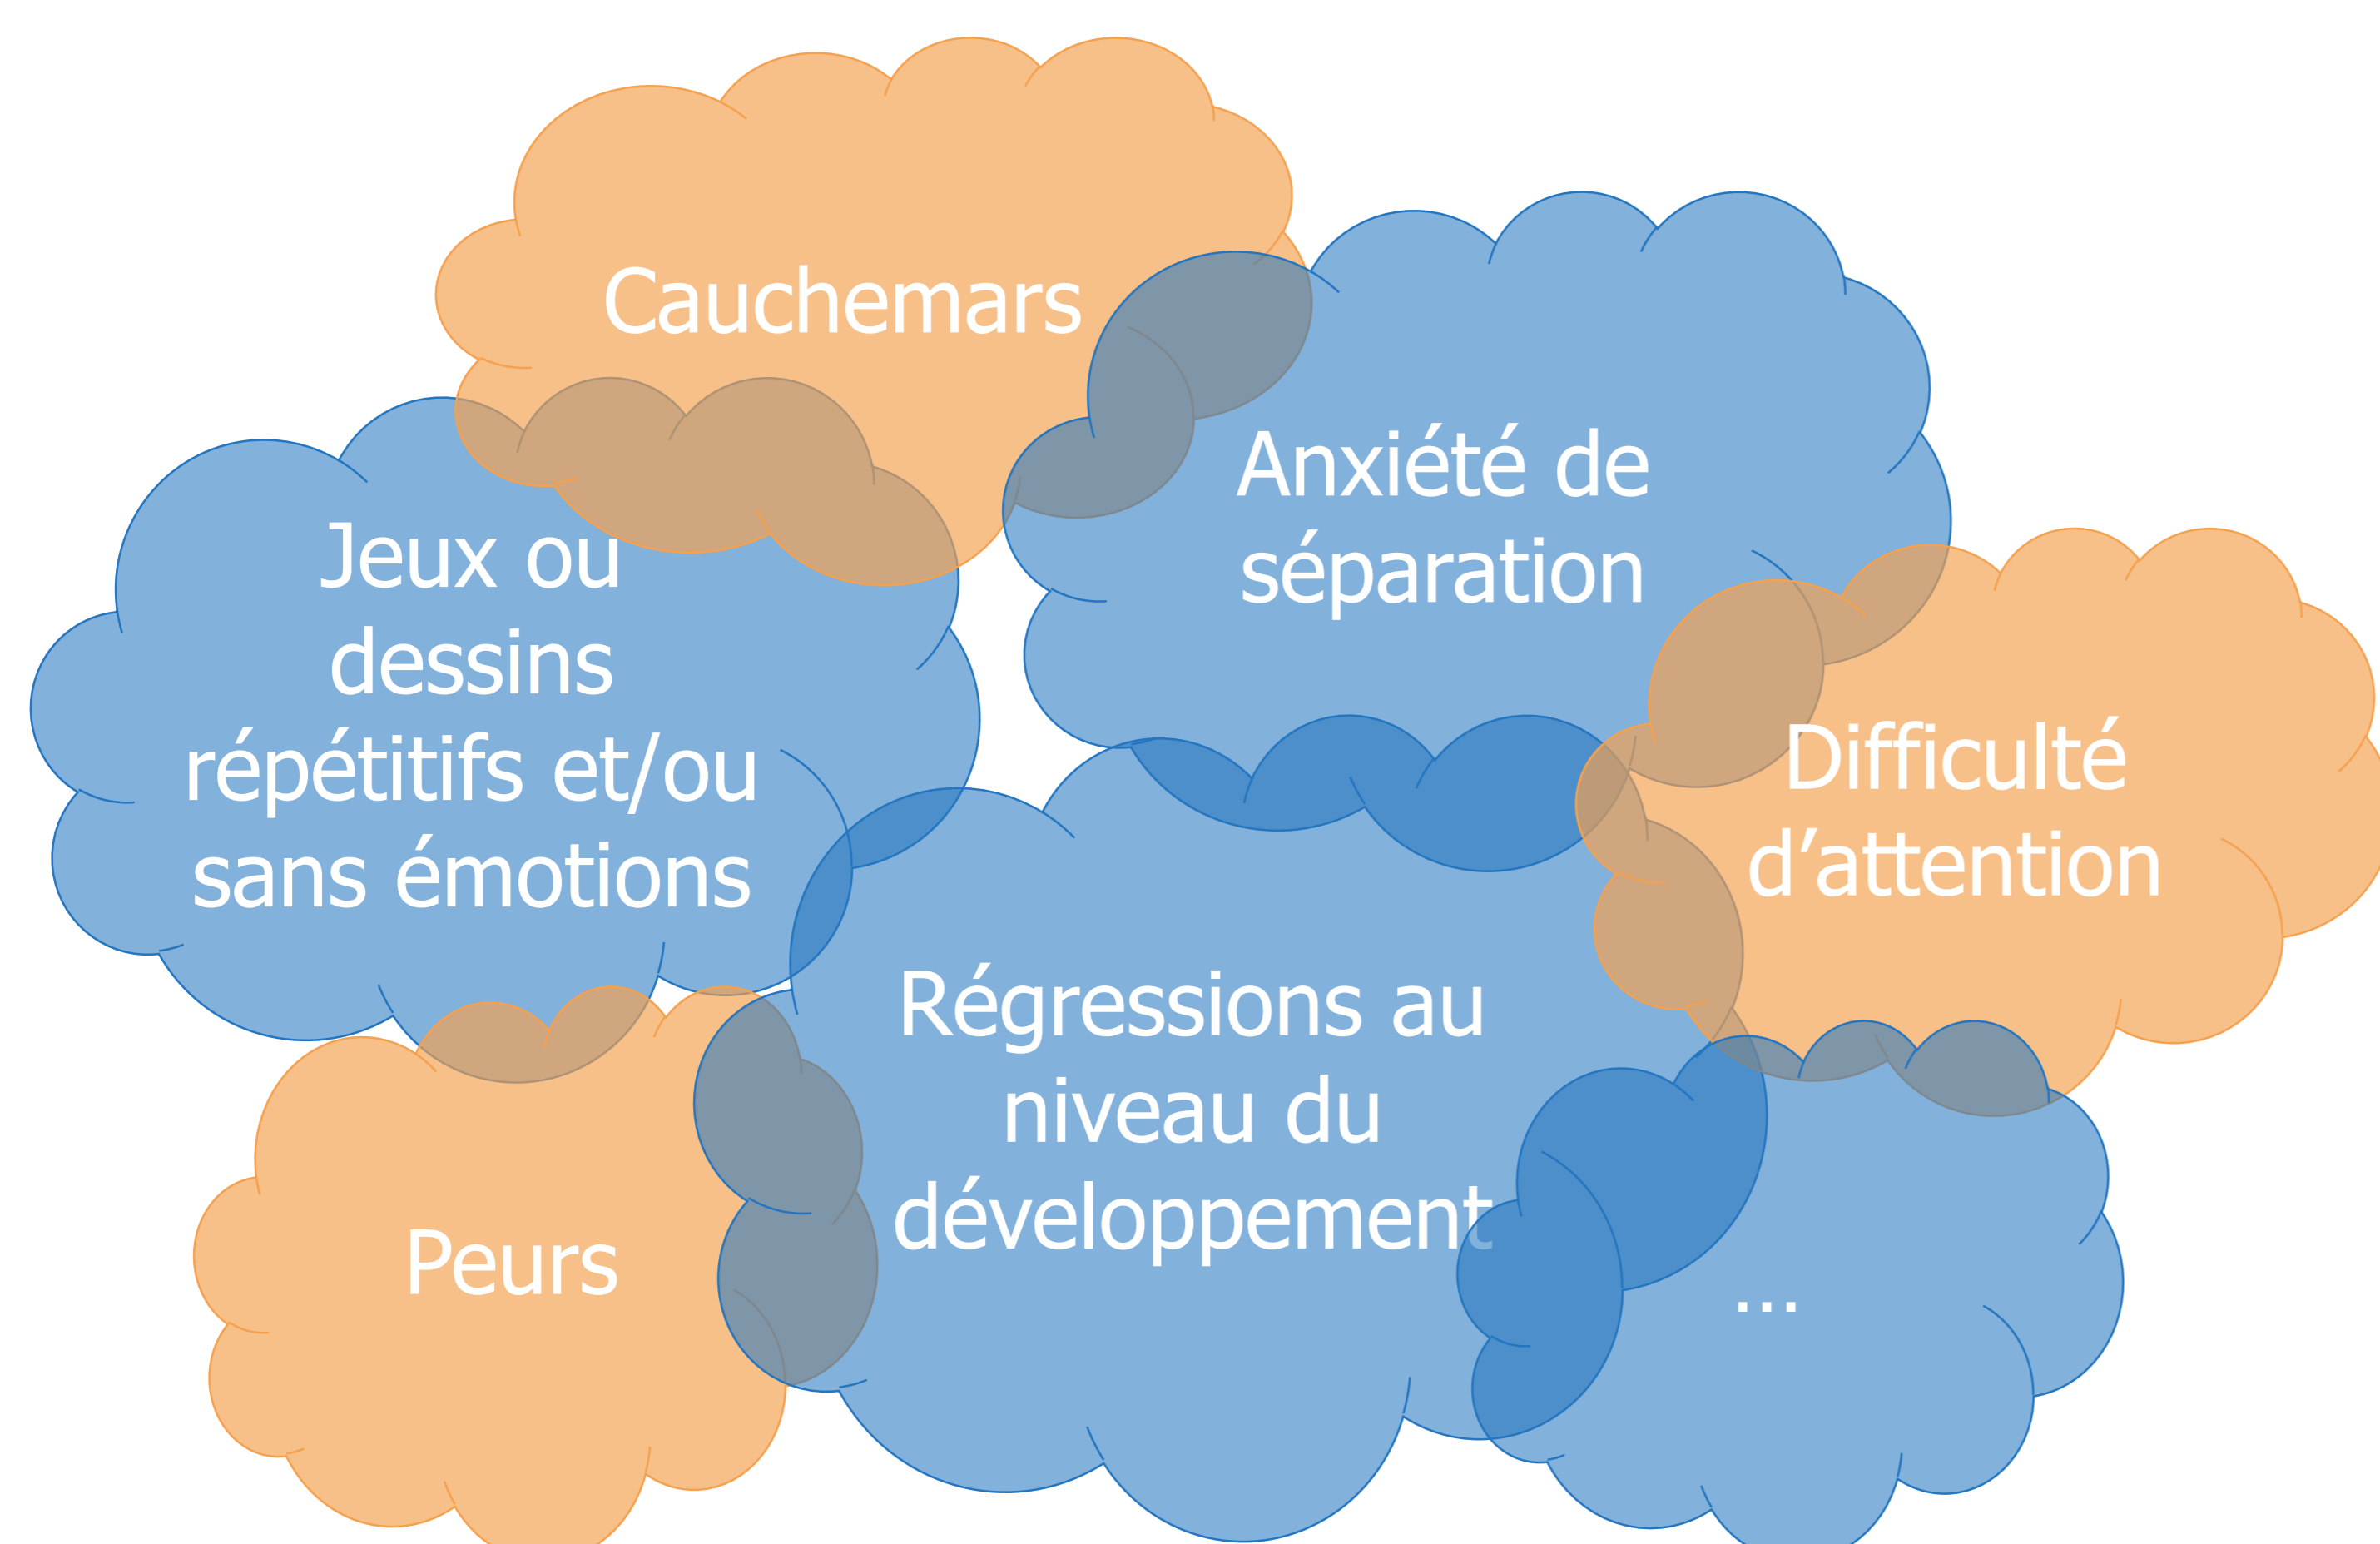 Cauchemars
Anxiété de
séparation
Jeux ou
dessins
répétitifs et/ou
sans émotions
Difficulté
d’attention
Régressions au
niveau du
développement
Peurs
...